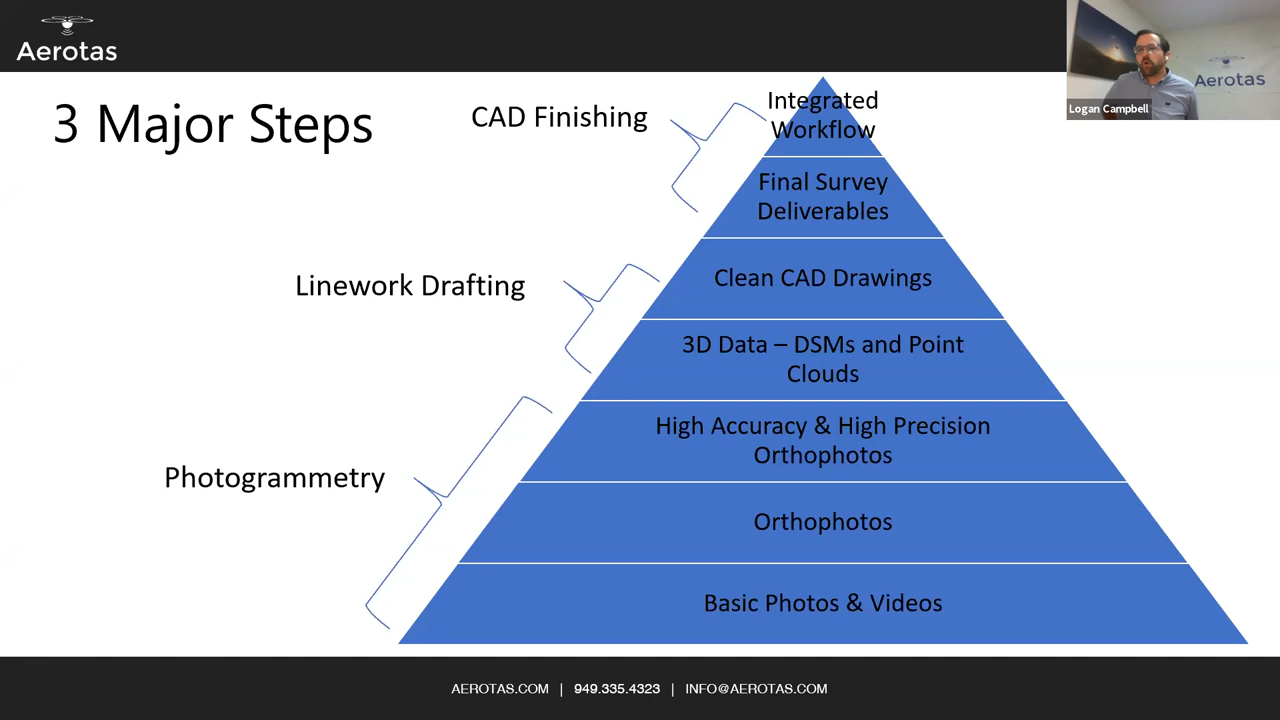 Aerotas
3 Major Steps
CAD Finishing
Linework Drafting
Photogrammetry
Integrated
Workflow
Final Survey
Deliverables
Clean CAD Drawings
3D Data – DSMs and Point
Clouds
High Accuracy & High Precision
Orthophotos
Orthophotos
Basic Photos & Videos
Aerotas
Logan Campbell
AEROTAS.COM | 949.335.4323 | INFO@AEROTAS.COM